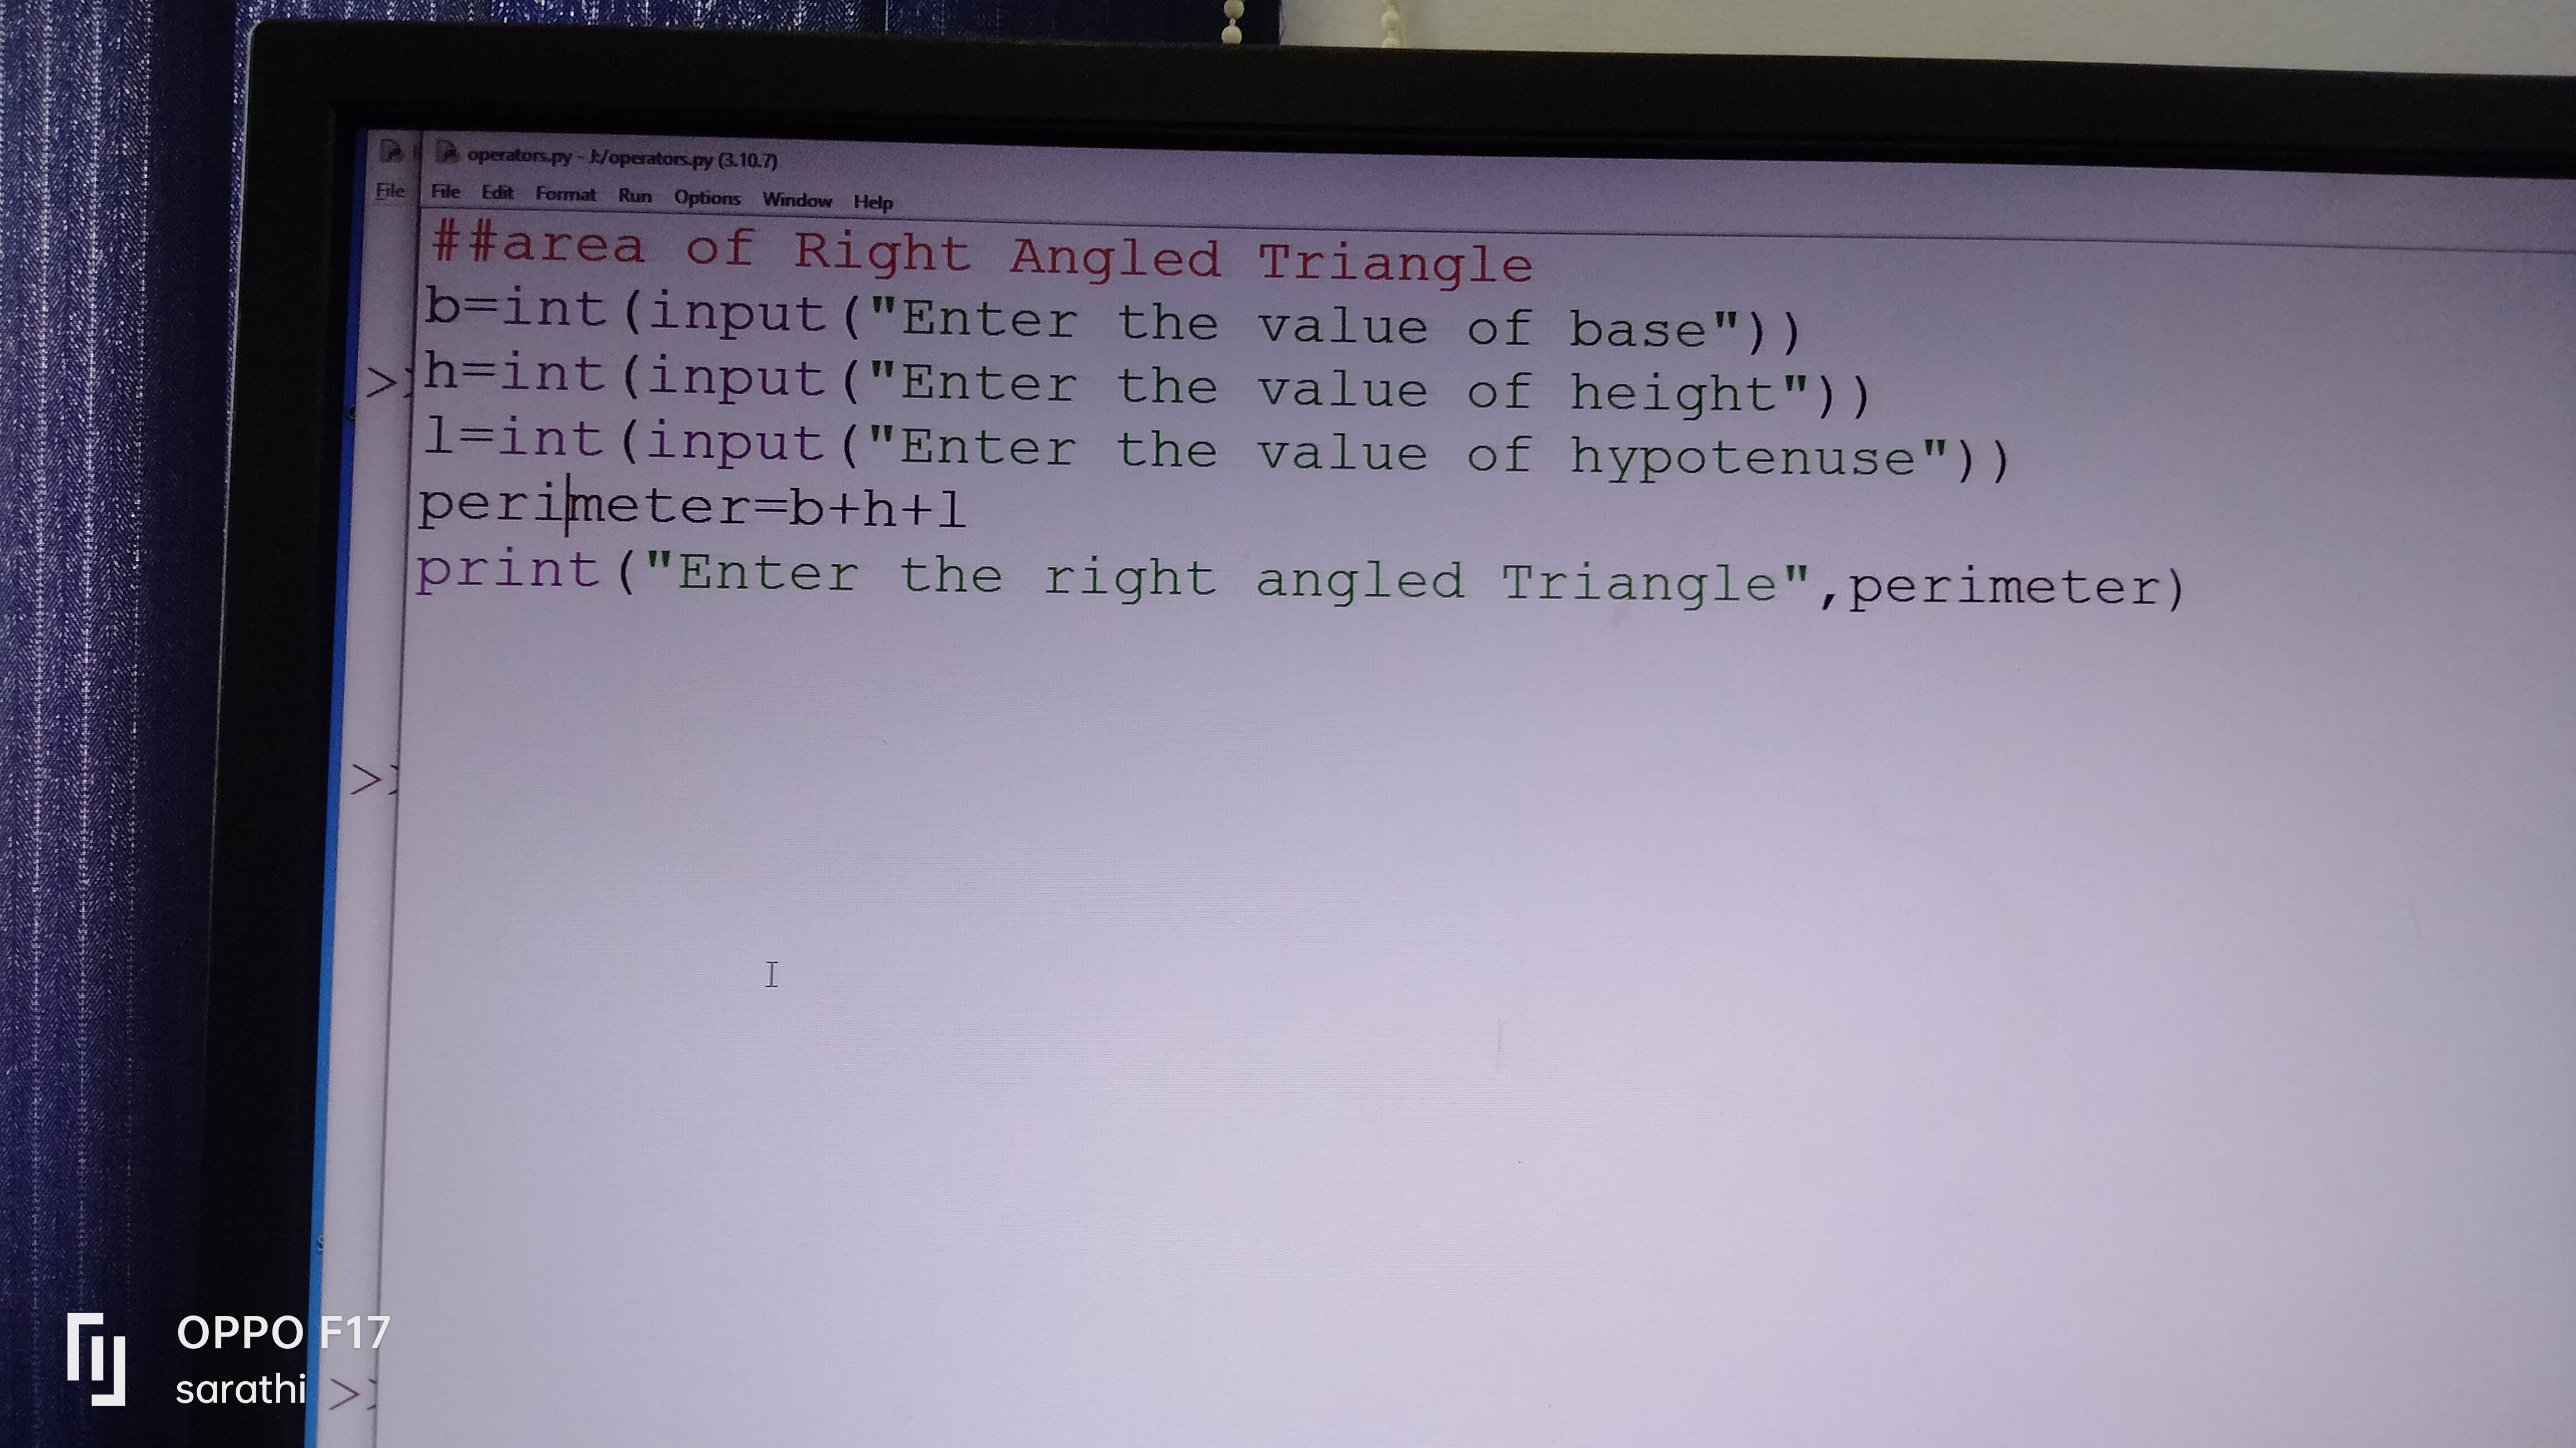 operators.py - J:/operators.py (3.10.7)
File
File Edit Format Run Options Window Help
##area of Right Angled Triangle
b=int(input("Enter the value of base"))
h=int(input("Enter the value of height"))
l=int(input("Enter the value of hypotenuse"))
perimeter=b+h+l
print("Enter the right angled Triangle",perimeter)
OPPO F17
sarathi